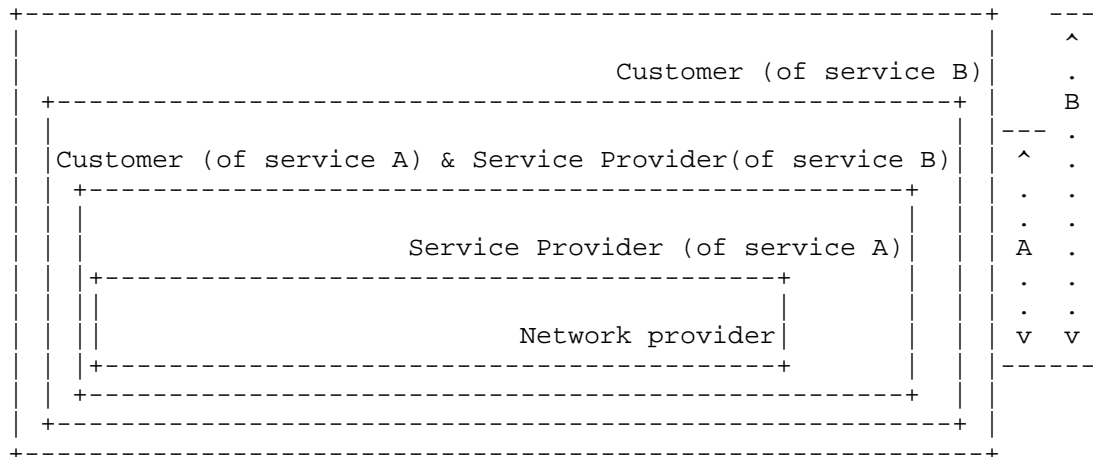 Customer (of service B)
B
Customer (of service A) & Service Provider(of service B)
Service Provider (of service A)
A
Network provider
v v